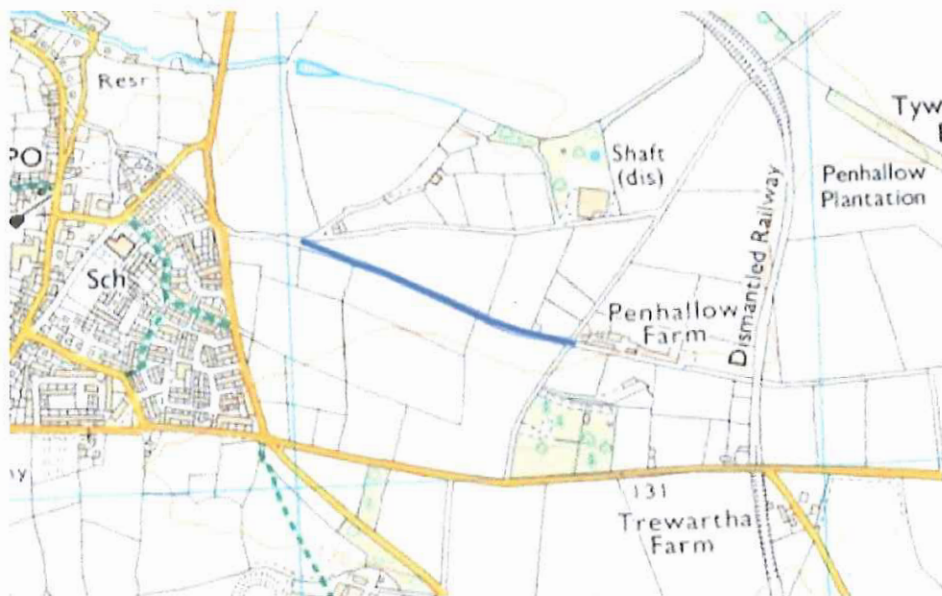 Resr
PO
Sch
Shaft
(dis)
Tyw
Penhallow
Plantation
Dismantled Railway
Penhallow
Farm
131
Trewartha
Farm